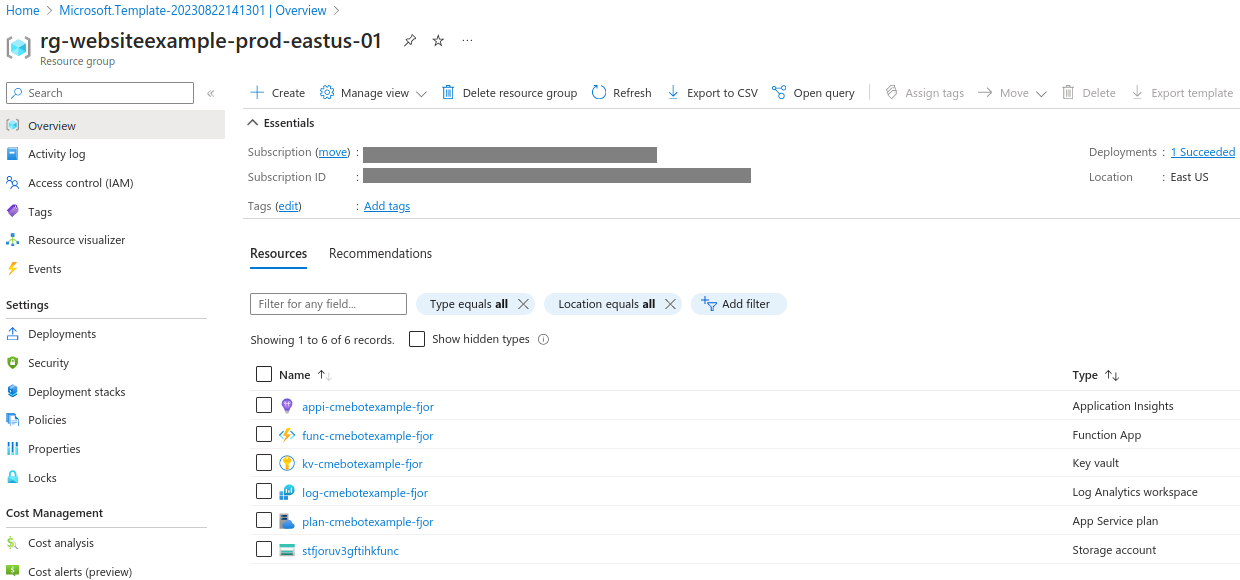 Home > Microsoft.Template-20230822141301 | Overview >
rg-websiteexample-prod-eastus-01 ...
Resource group
Search «
Create Manage view Delete resource group Refresh Export to CSV Open query Assign tags Move Delete Export template
Overview
Activity log
Access control (IAM)
Tags
Resource visualizer
Events
Settings
Deployments
Security
Deployment stacks
Policies
Properties
Locks
Cost Management
Cost analysis
Cost alerts (preview)
Essentials
Subscription (move) : Deployments : 1 Succeeded
Subscription ID : Location : East US
Tags (edit) : Add tags
Resources Recommendations
Filter for any field... Type equals all Location equals all Add filter
Showing 1 to 6 of 6 records. Show hidden types
Name ↑↓ Type ↑↓
appi-cmebotexample-fjor Application Insights
func-cmebotexample-fjor Function App
kv-cmebotexample-fjor Key vault
log-cmebotexample-fjor Log Analytics workspace
plan-cmebotexample-fjor App Service plan
stfjoruv3gftihkfunc Storage account